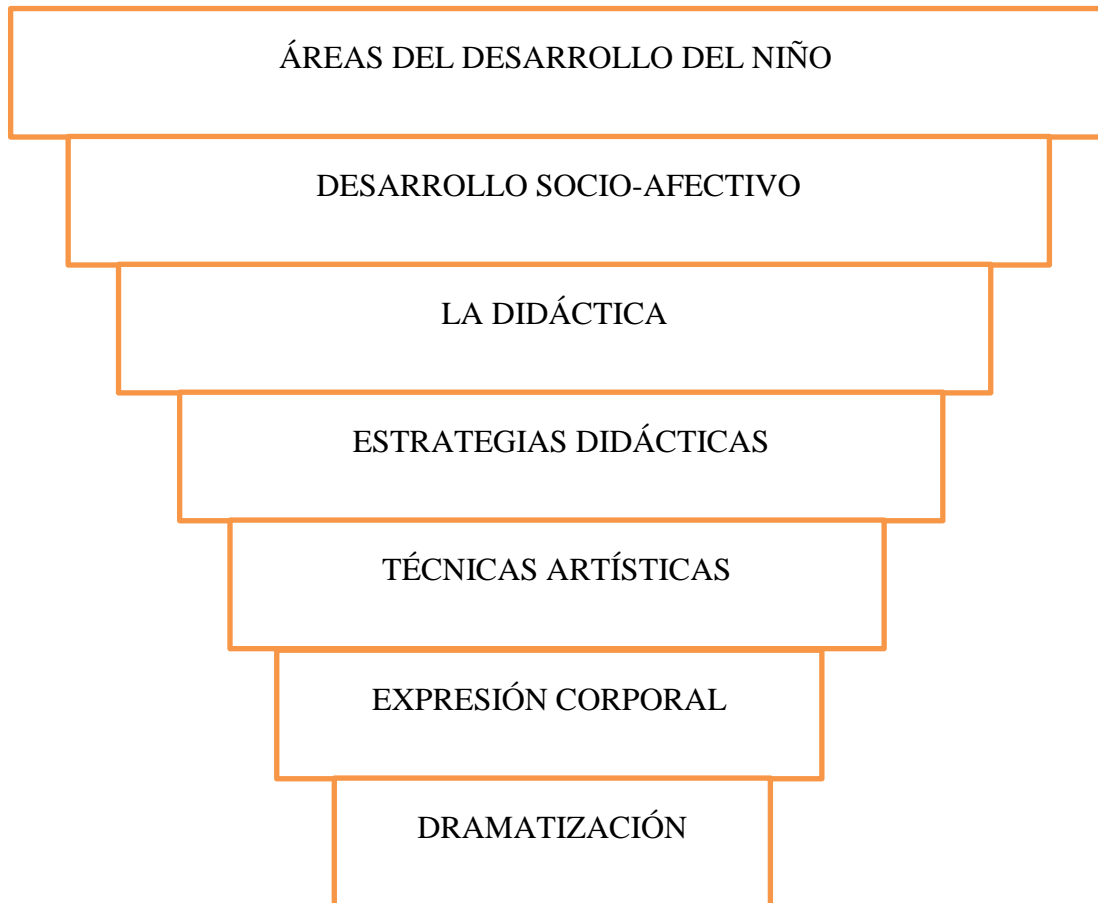 ÁREAS DEL DESARROLLO DEL NIÑO
DESARROLLO SOCIO-AFECTIVO
LA DIDÁCTICA
ESTRATEGIAS DIDÁCTICAS
TÉCNICAS ARTÍSTICAS
EXPRESIÓN CORPORAL
DRAMATIZACIÓN